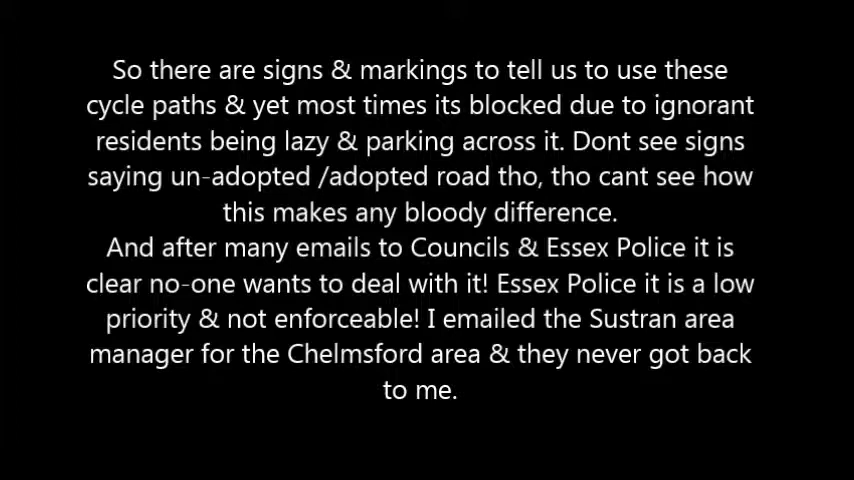 So there are signs & markings to tell us to use these
cycle paths & yet most times its blocked due to ignorant
residents being lazy & parking across it. Dont see signs
saying un-adopted /adopted road tho, tho cant see how
this makes any bloody difference.
And after many emails to Councils & Essex Police it is
clear no-one wants to deal with it! Essex Police it is a low
priority & not enforceable! I emailed the Sustran area
manager for the Chelmsford area & they never got back
to me.